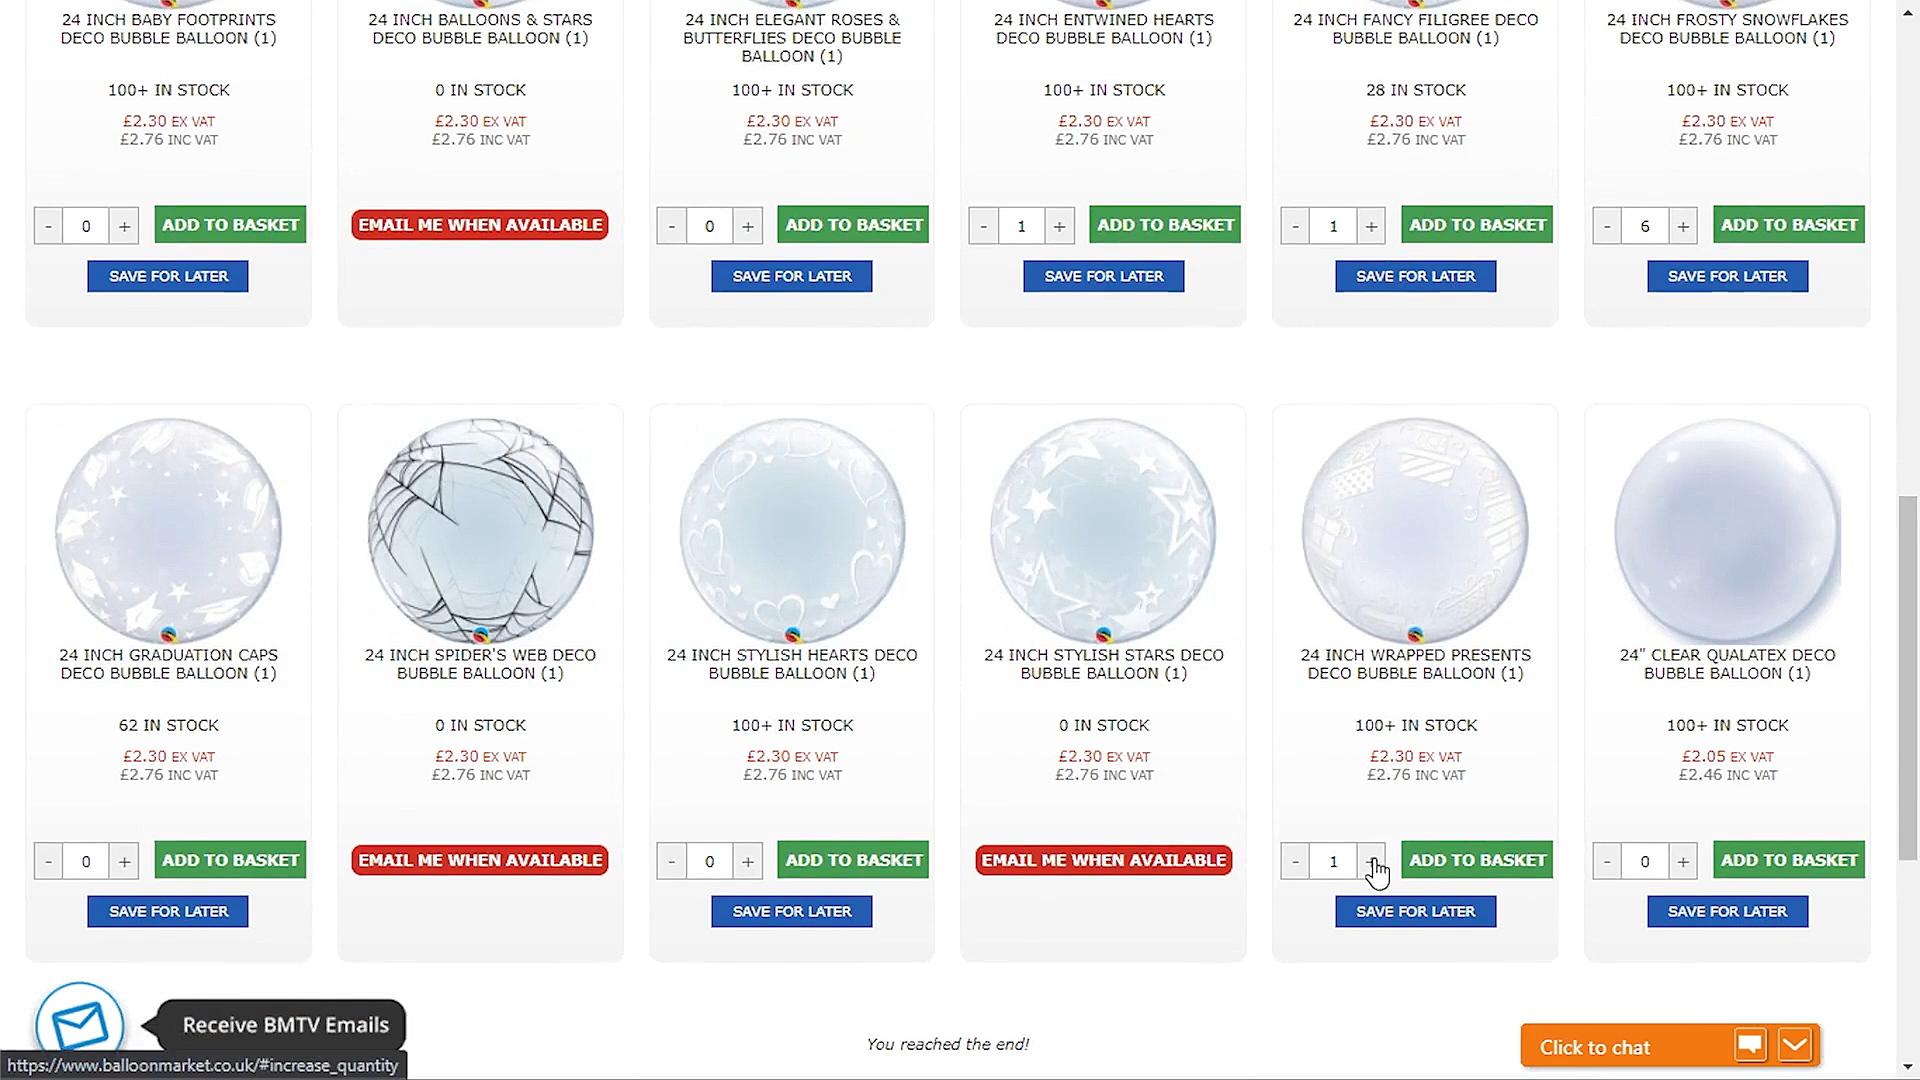 24 INCH BABY FOOTPRINTS
DECO BUBBLE BALLOON (1)
100+ IN STOCK
£2.30 EX VAT
£2.76 INC VAT
- 0 + ADD TO BASKET
SAVE FOR LATER
24 INCH BALLOONS & STARS
DECO BUBBLE BALLOON (1)
0 IN STOCK
£2.30 EX VAT
£2.76 INC VAT
EMAIL ME WHEN AVAILABLE
24 INCH ELEGANT ROSES &
BUTTERFLIES DECO BUBBLE
BALLOON (1)
100+ IN STOCK
£2.30 EX VAT
£2.76 INC VAT
- 0 + ADD TO BASKET
SAVE FOR LATER
24 INCH ENTWINED HEARTS
DECO BUBBLE BALLOON (1)
100+ IN STOCK
£2.30 EX VAT
£2.76 INC VAT
- 1 + ADD TO BASKET
SAVE FOR LATER
24 INCH FANCY FILIGREE DECO
BUBBLE BALLOON (1)
28 IN STOCK
£2.30 EX VAT
£2.76 INC VAT
- 1 + ADD TO BASKET
SAVE FOR LATER
24 INCH FROSTY SNOWFLAKES
DECO BUBBLE BALLOON (1)
100+ IN STOCK
£2.30 EX VAT
£2.76 INC VAT
- 6 + ADD TO BASKET
SAVE FOR LATER
24 INCH GRADUATION CAPS
DECO BUBBLE BALLOON (1)
62 IN STOCK
£2.30 EX VAT
£2.76 INC VAT
- 0 + ADD TO BASKET
SAVE FOR LATER
24 INCH SPIDER'S WEB DECO
BUBBLE BALLOON (1)
0 IN STOCK
£2.30 EX VAT
£2.76 INC VAT
EMAIL ME WHEN AVAILABLE
24 INCH STYLISH HEARTS DECO
BUBBLE BALLOON (1)
100+ IN STOCK
£2.30 EX VAT
£2.76 INC VAT
- 0 + ADD TO BASKET
SAVE FOR LATER
24 INCH STYLISH STARS DECO
BUBBLE BALLOON (1)
0 IN STOCK
£2.30 EX VAT
£2.76 INC VAT
EMAIL ME WHEN AVAILABLE
24 INCH WRAPPED PRESENTS
DECO BUBBLE BALLOON (1)
100+ IN STOCK
£2.30 EX VAT
£2.76 INC VAT
- 1 + ADD TO BASKET
SAVE FOR LATER
24" CLEAR QUALATEX DECO
BUBBLE BALLOON (1)
100+ IN STOCK
£2.05 EX VAT
£2.46 INC VAT
- 0 + ADD TO BASKET
SAVE FOR LATER
Receive BMTV Emails
You reached the end!
Click to chat
https://www.balloonmarket.co.uk/#increase_quantity